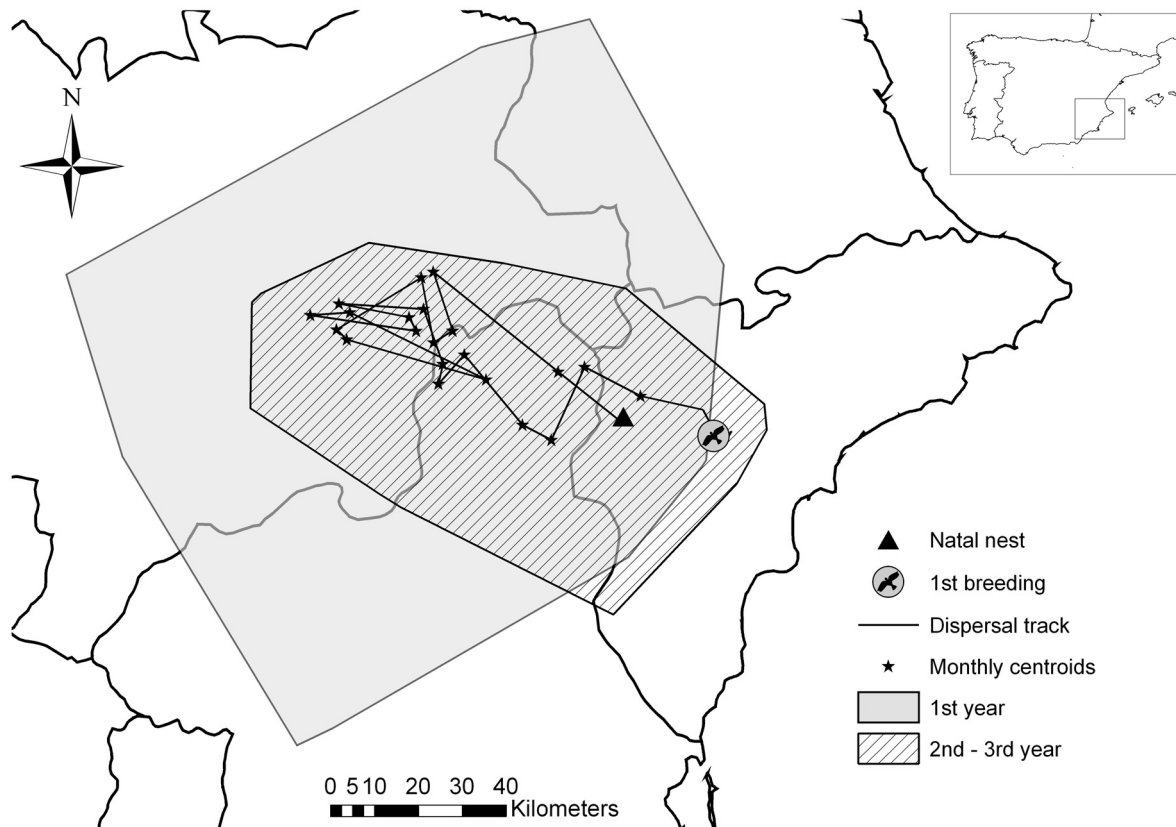 N
Natal nest
1st breeding
Dispersal track
Monthly centroids
1st year
2nd - 3rd year
0 5 10 20 30 40
Kilometers